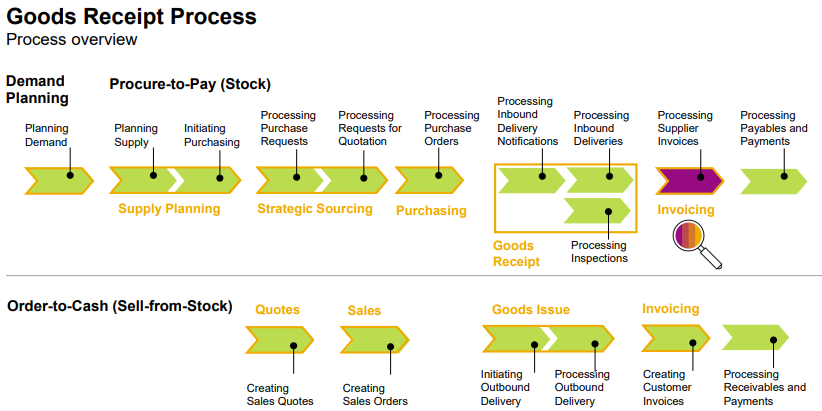 Goods Receipt Process
Process overview
Demand
Planning
Procure-to-Pay (Stock)
Planning
Demand
Planning
Supply
Initiating
Purchasing
Processing
Purchase
Requests
Processing
Requests for
Quotation
Processing
Purchase
Orders
Processing
Inbound
Delivery
Notifications
Processing
Inbound
Deliveries
Processing
Supplier
Invoices
Processing
Payables and
Payments
Supply Planning
Strategic Sourcing
Purchasing
Goods
Receipt
Processing
Inspections
Invoicing
Order-to-Cash (Sell-from-Stock)
Quotes
Sales
Goods Issue
Invoicing
Creating
Sales Quotes
Creating
Sales Orders
Initiating
Outbound
Delivery
Processing
Outbound
Delivery
Creating
Customer
Invoices
Processing
Receivables and
Payments